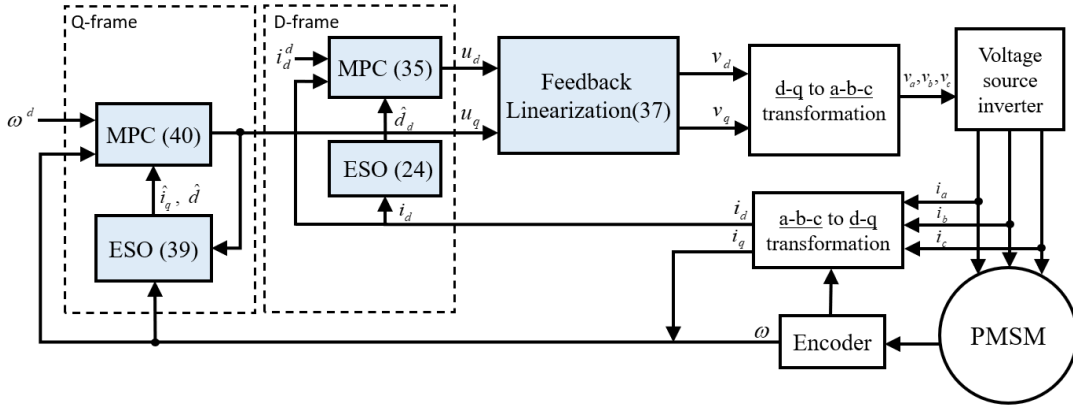 Q-frame
D-frame
ω^d
MPC (40)
î_q , d̂
ESO (39)
i_d^d
MPC (35)
d̂_d
ESO (24)
i_d
u_d
u_q
Feedback
Linearization(37)
v_d
v_q
d-q to a-b-c
transformation
v_a,v_b,v_c
Voltage
source
inverter
i_d
i_q
a-b-c to d-q
transformation
i_a
i_b
i_c
ω
Encoder
PMSM